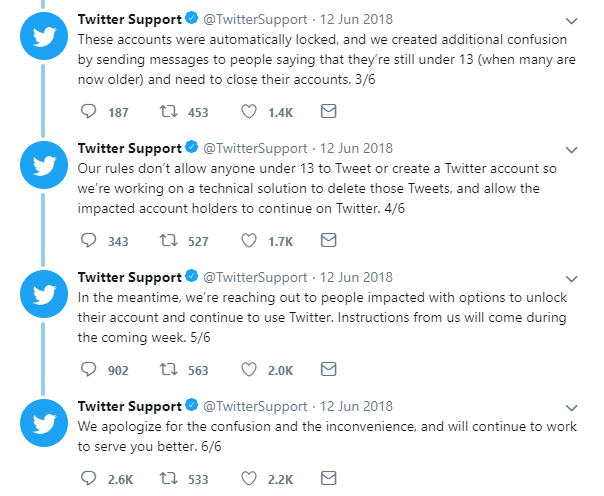 Twitter Support @TwitterSupport · 12 Jun 2018
These accounts were automatically locked, and we created additional confusion
by sending messages to people saying that they’re still under 13 (when many are
now older) and need to close their accounts. 3/6
187 453 1.4K
Twitter Support @TwitterSupport · 12 Jun 2018
Our rules don’t allow anyone under 13 to Tweet or create a Twitter account so
we’re working on a technical solution to delete those Tweets, and allow the
impacted account holders to continue on Twitter. 4/6
343 527 1.7K
Twitter Support @TwitterSupport · 12 Jun 2018
In the meantime, we’re reaching out to people impacted with options to unlock
their account and continue to use Twitter. Instructions from us will come during
the coming week. 5/6
902 563 2.0K
Twitter Support @TwitterSupport · 12 Jun 2018
We apologize for the confusion and the inconvenience, and will continue to work
to serve you better. 6/6
2.6K 533 2.2K